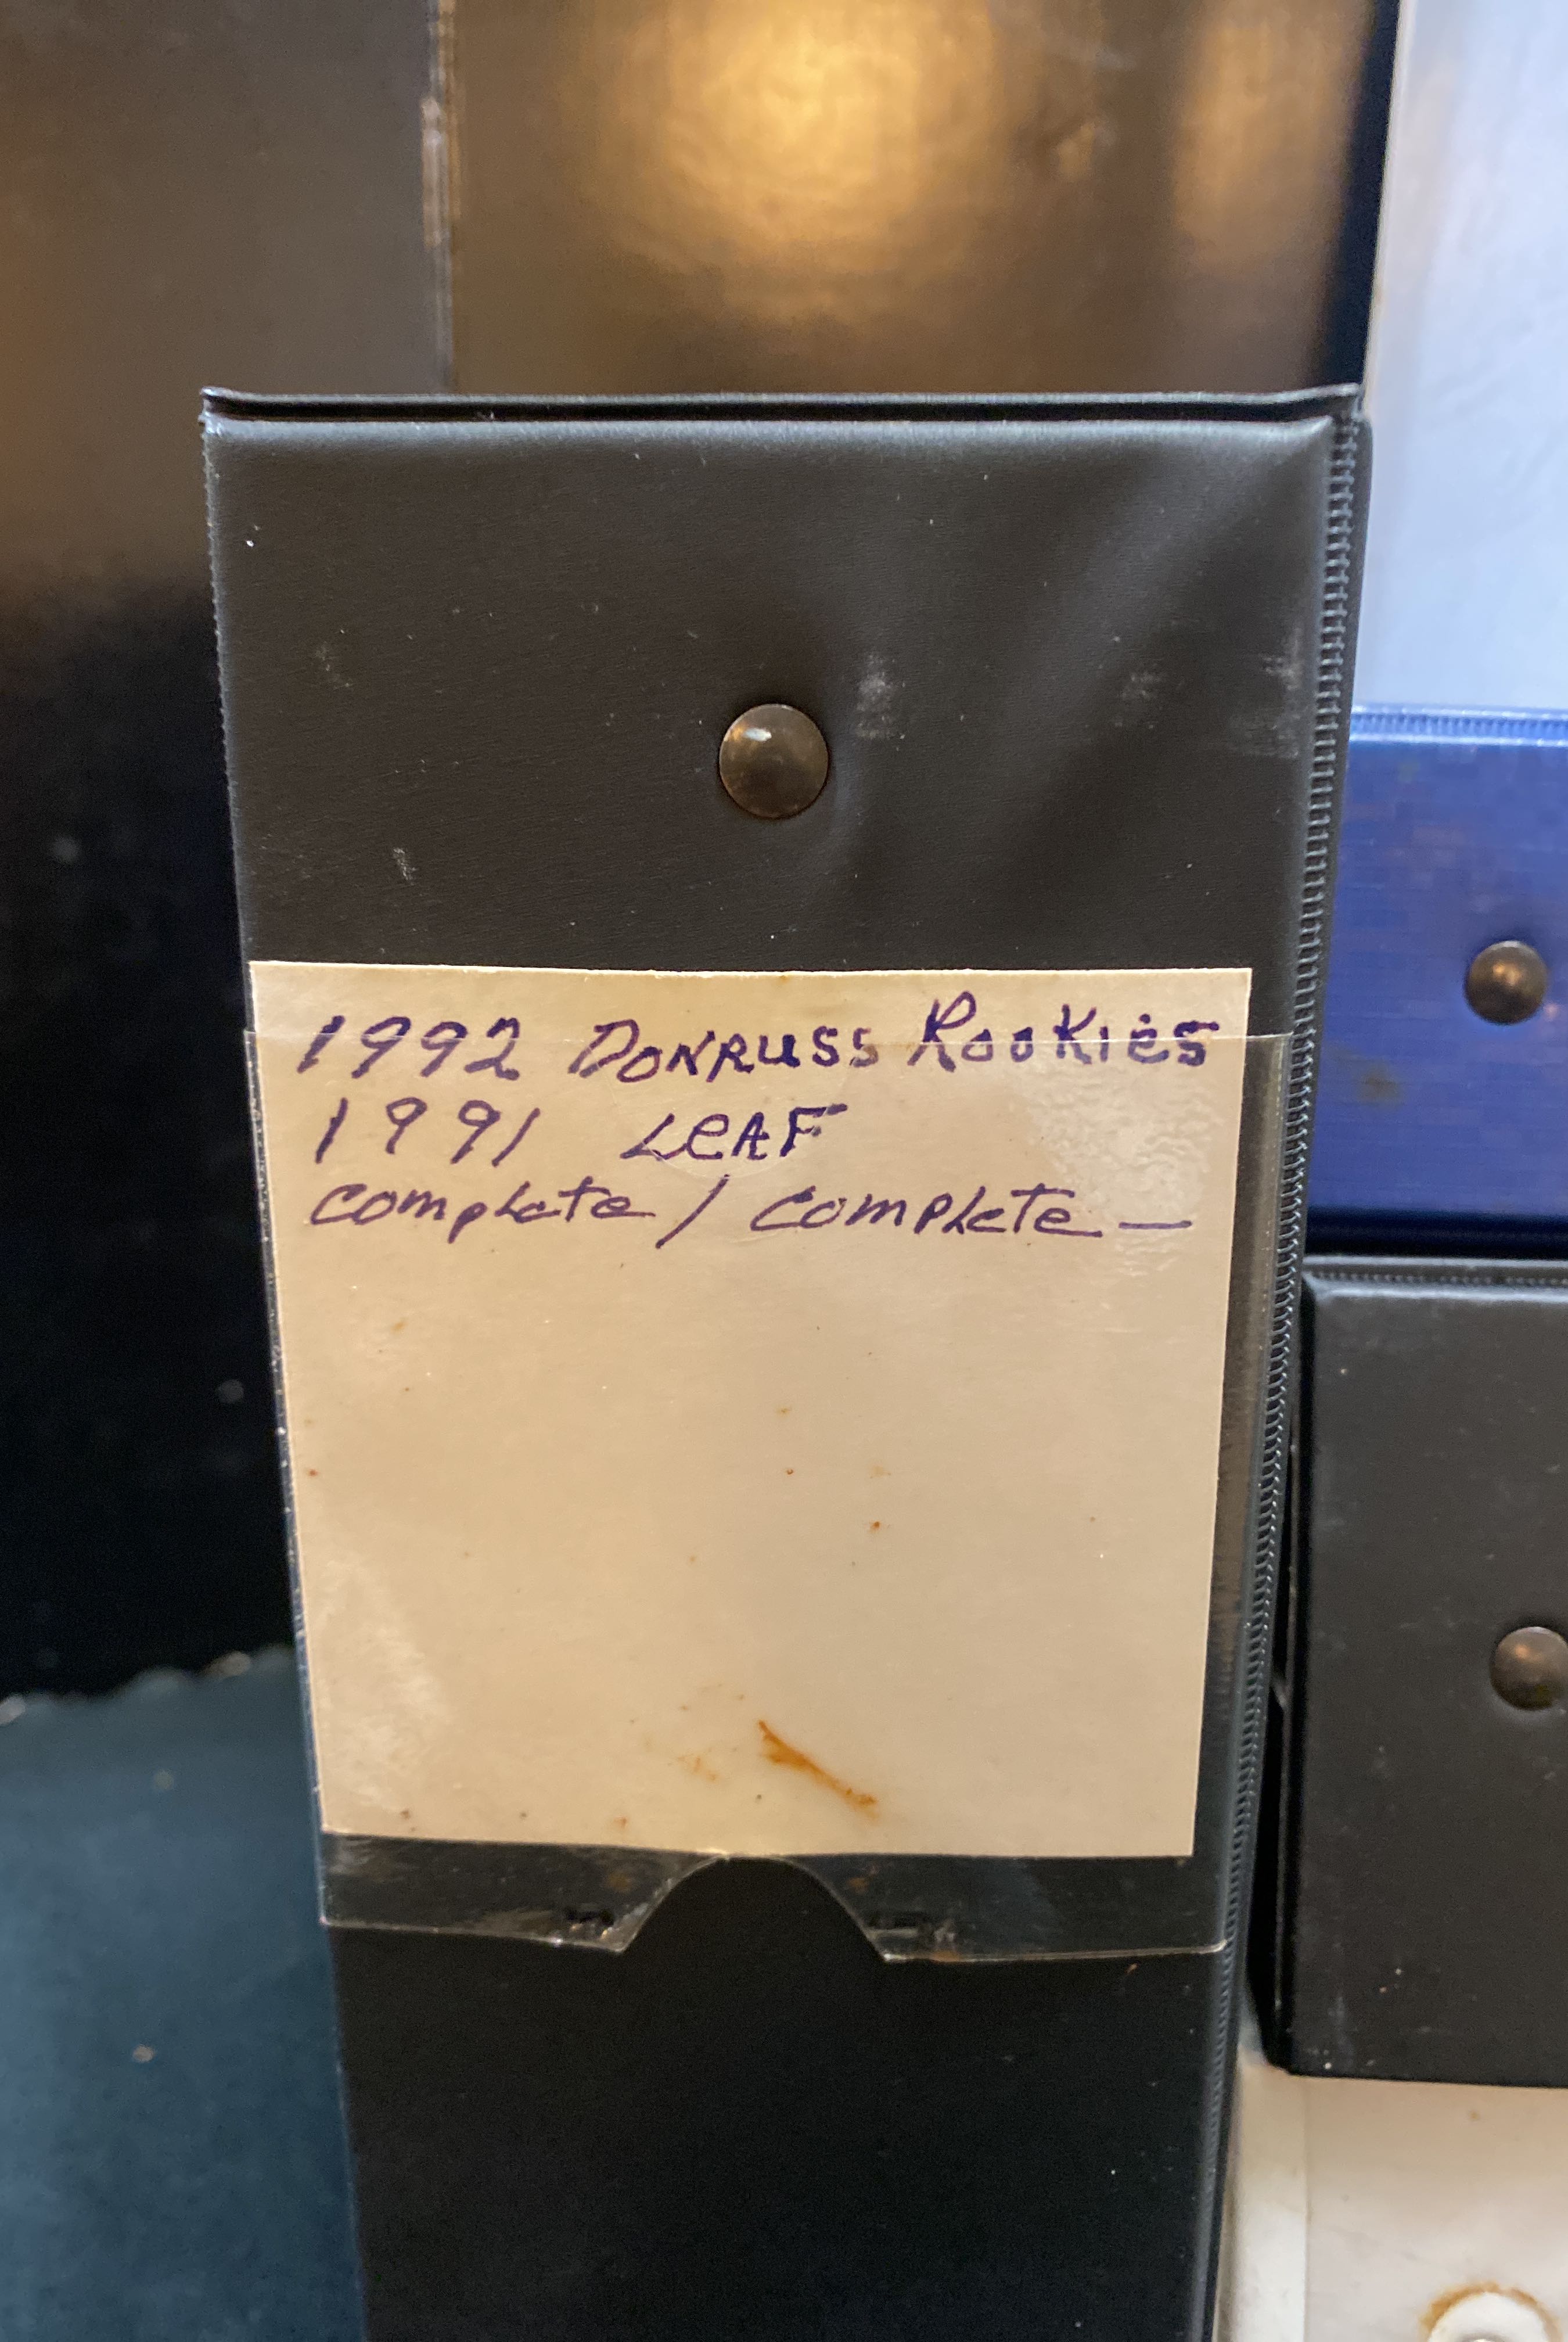 1992 DONRUSS ROOKIES
1991 LEAF
complete / complete —